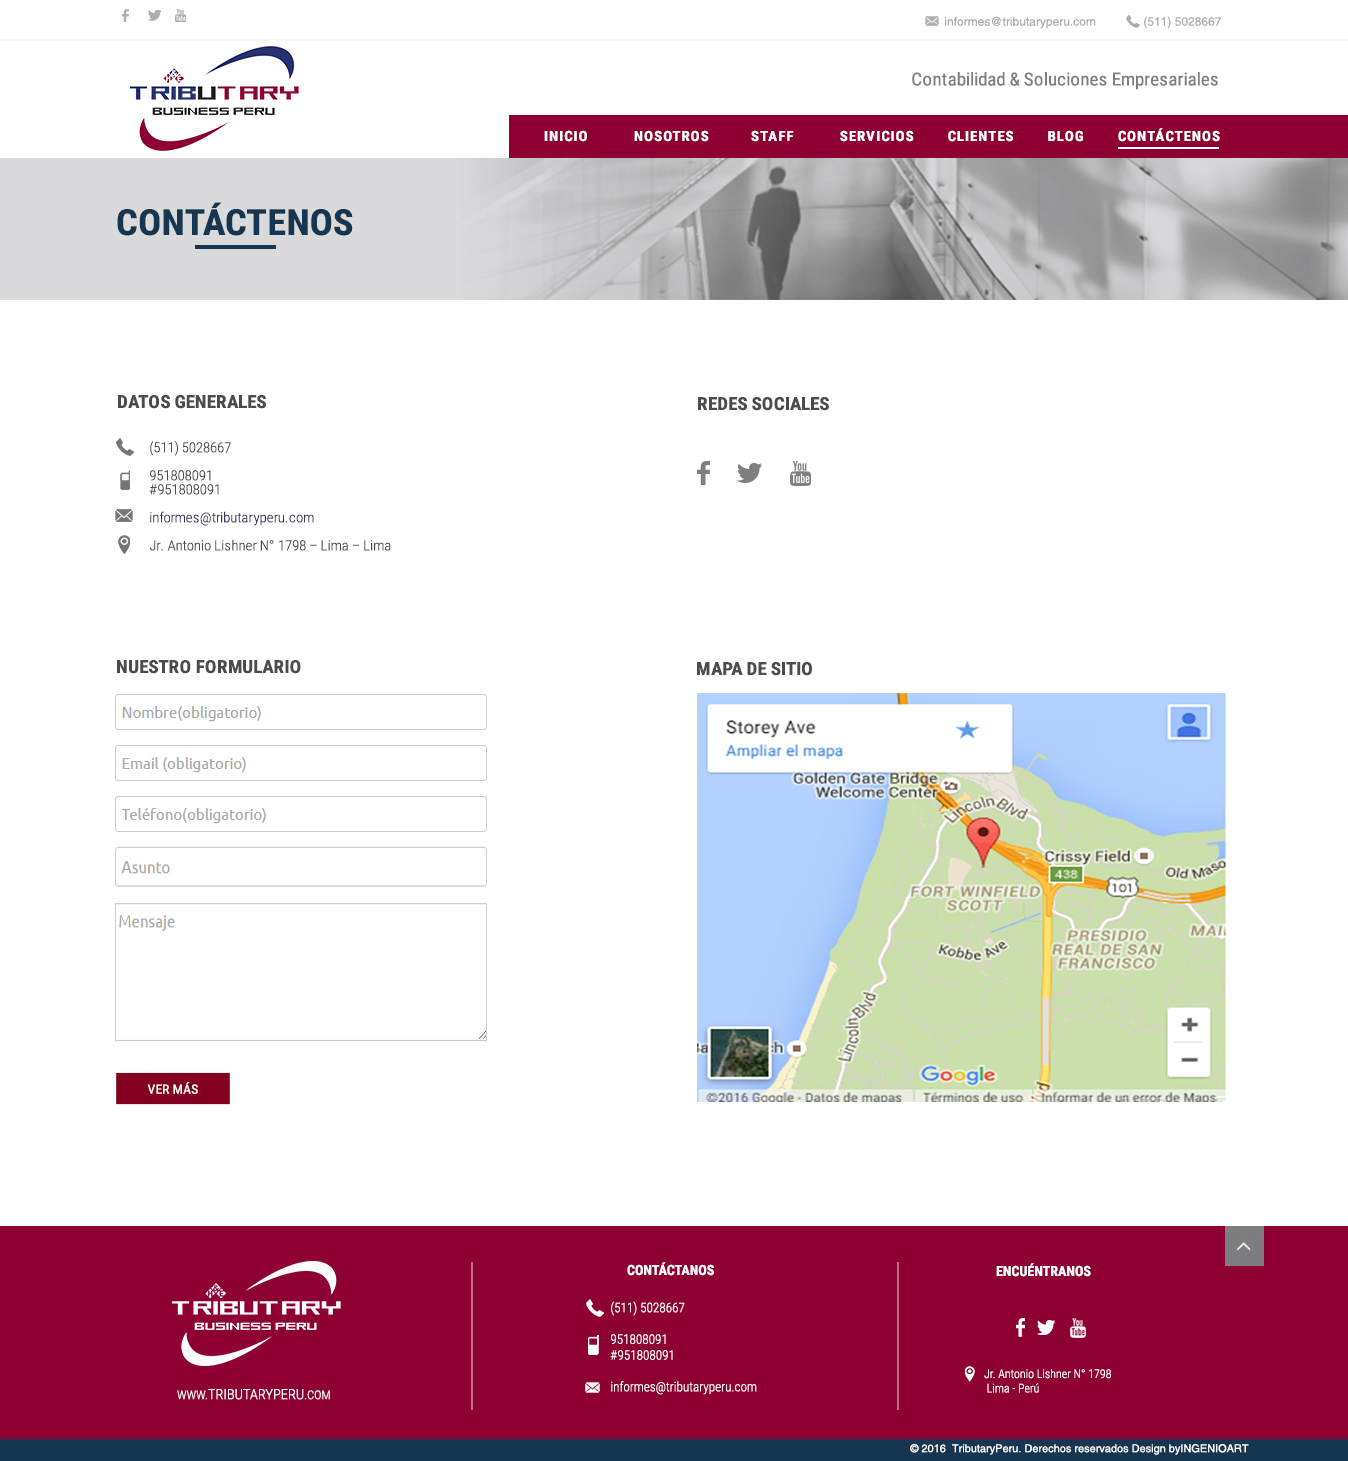 informes@tributaryperu.com
(511) 5028667
TRIBUTARY
BUSINESS PERU
Contabilidad & Soluciones Empresariales
INICIO
NOSOTROS
STAFF
SERVICIOS
CLIENTES
BLOG
CONTÁCTENOS
CONTÁCTENOS
DATOS GENERALES
(511) 5028667
951808091
#951808091
informes@tributaryperu.com
Jr. Antonio Lishner N° 1798 – Lima – Lima
REDES SOCIALES
You
Tube
NUESTRO FORMULARIO
Nombre(obligatorio)
Email (obligatorio)
Teléfono(obligatorio)
Asunto
Mensaje
VER MÁS
MAPA DE SITIO
Storey Ave
Ampliar el mapa
Golden Gate Bridge
Welcome Center
Lincoln Blvd
Crissy Field
438
101
Old Maso
FORT WINFIELD
SCOTT
Kobbe Ave
PRESIDIO
REAL DE SAN
FRANCISCO
MAI
Lincoln Blvd
Ba
h
Google
©2016 Google - Datos de mapas
Términos de uso
Informar de un error de Maps
TRIBUTARY
BUSINESS PERU
WWW.TRIBUTARYPERU.COM
CONTÁCTANOS
(511) 5028667
951808091
#951808091
informes@tributaryperu.com
ENCUÉNTRANOS
You
Tube
Jr. Antonio Lishner N° 1798
Lima - Perú
© 2016 TributaryPeru. Derechos reservados Design byINGENIOART